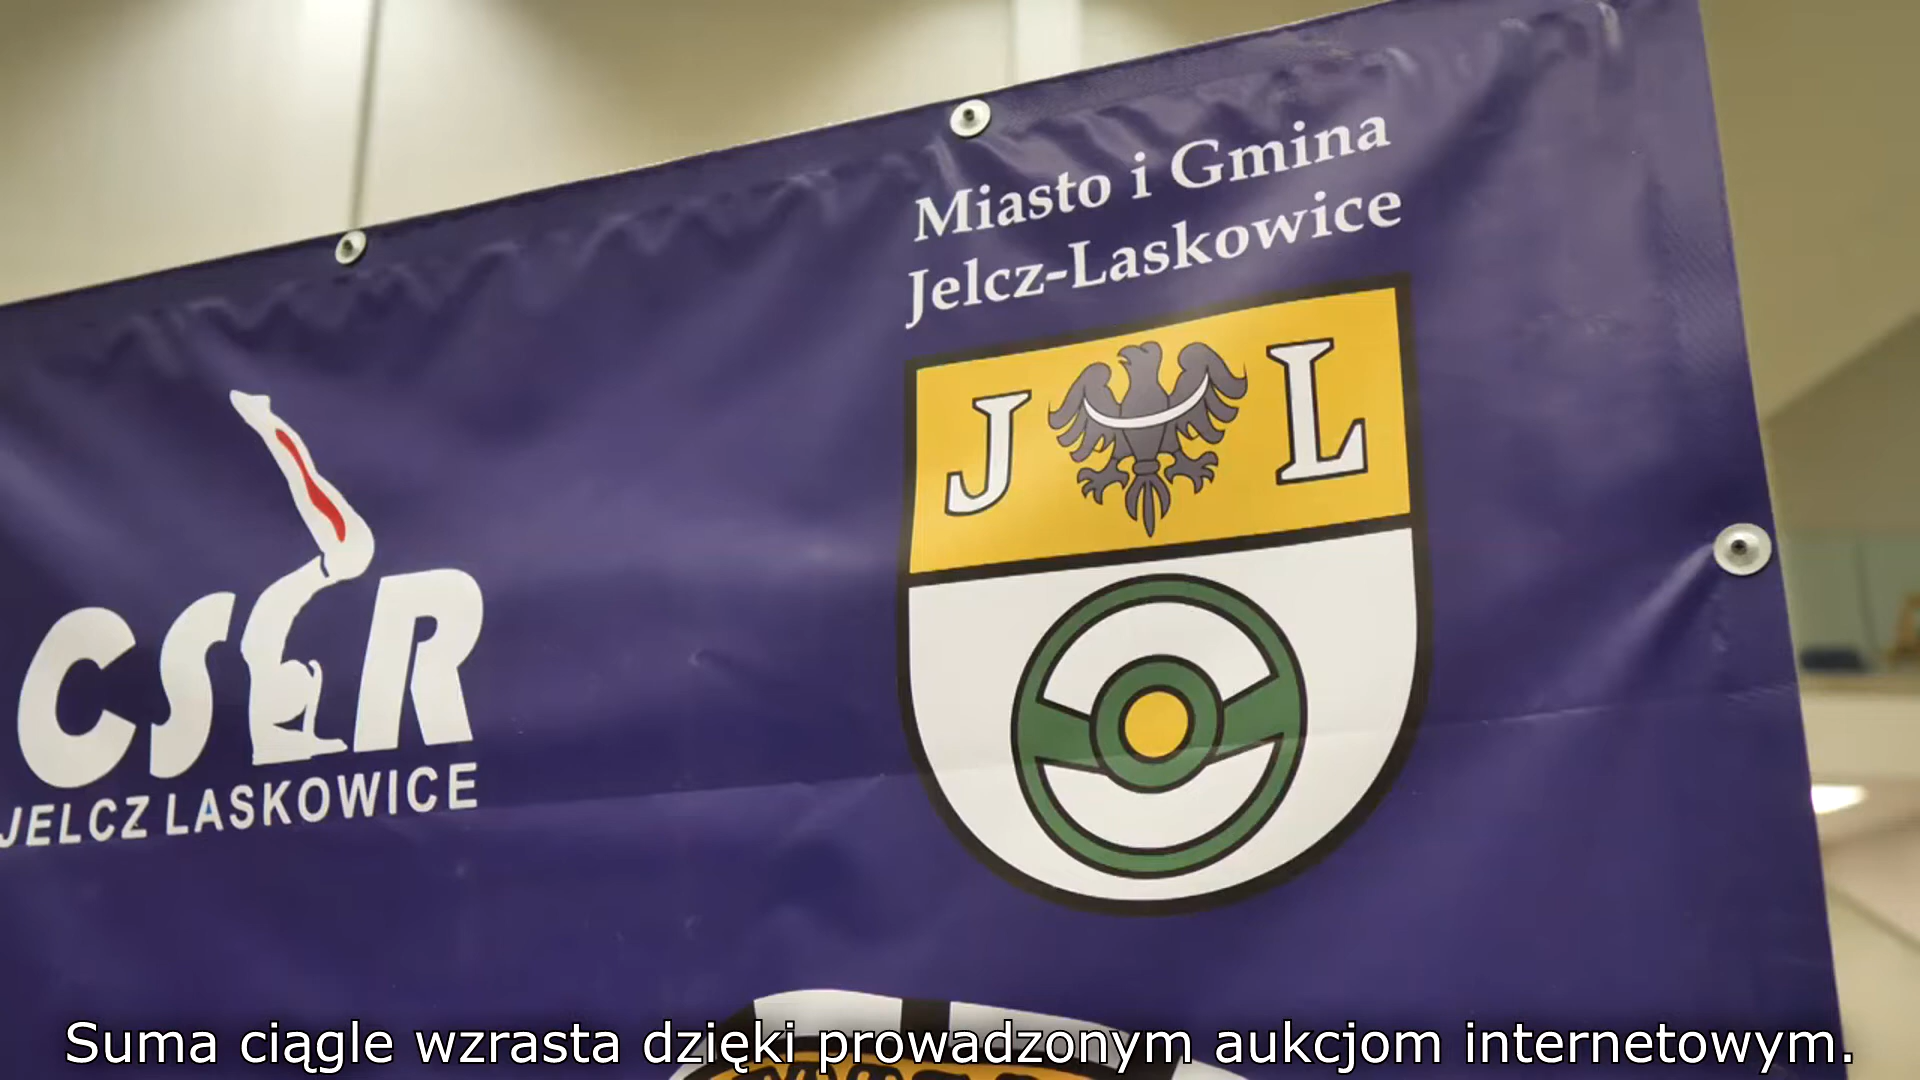 Miasto i Gmina
Jelcz-Laskowice
J L
CSiR
JELCZ LASKOWICE
Suma ciągle wzrasta dzięki prowadzonym aukcjom internetowym.